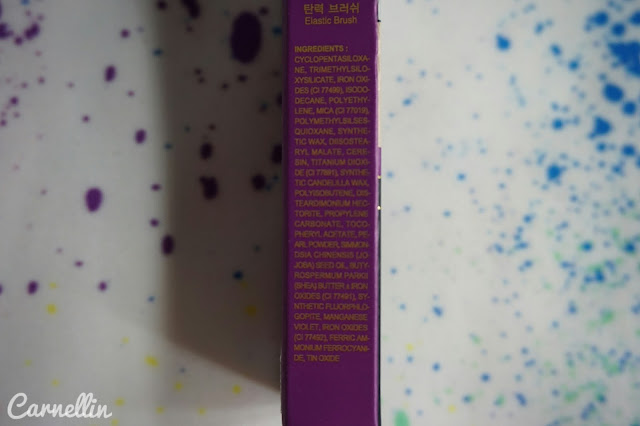 탄력 브러쉬
Elastic Brush
INGREDIENTS :
CYCLOPENTASILOXA-
NE, TRIMETHYLSILO-
XYSILICATE, IRON OXI-
DES (CI 77499), ISODO-
DECANE, POLYETHY-
LENE, MICA (CI 77019),
POLYMETHYLSILSES-
QUIOXANE, SYNTHE-
TIC WAX, DIISOSTEA-
RYL MALATE, CERE-
SIN, TITANIUM DIOXI-
DE (CI 77891), SYNTHE-
TIC CANDELILLA WAX,
POLYISOBUTENE, DIS-
TEARDIMONIUM HEC-
TORITE, PROPYLENE
CARBONATE, TOCO-
PHERYL ACETATE, PE-
ARL POWDER, SIMMON-
DSIA CHINENSIS (JO-
JOBA) SEED OIL, BUTY-
ROSPERMUM PARKII
(SHEA) BUTTER, IRON
OXIDES (CI 77491), SY-
NTHETIC FLUORPHLO-
GOPITE, MANGANESE
VIOLET, IRON OXIDES
(CI 77492), FERRIC AM-
MONIUM FERROCYANI-
DE, TIN OXIDE
Carnellin